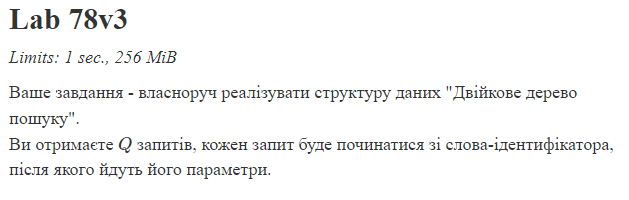 Lab 78v3
Limits: 1 sec., 256 MiB
Ваше завдання - власноруч реалізувати структуру даних "Двійкове дерево
пошуку".
Ви отримаєте Q запитів, кожен запит буде починатися зі слова-ідентифікатора,
після якого йдуть його параметри.